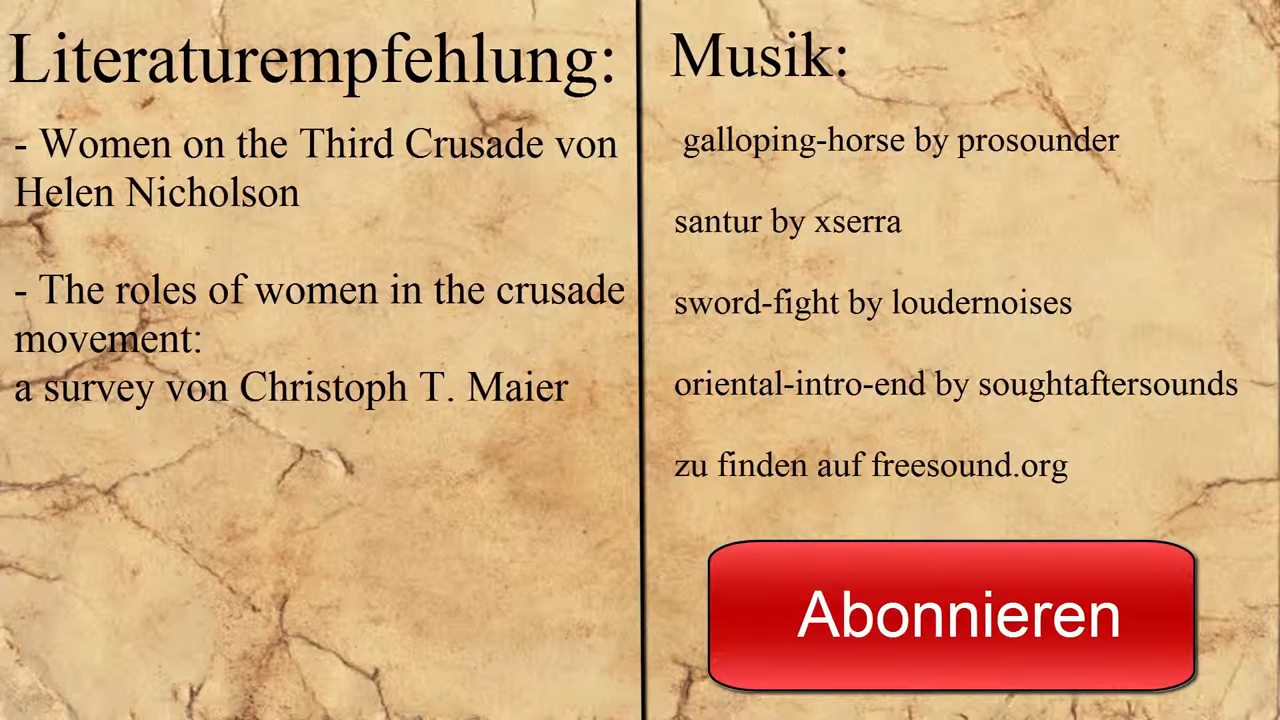 Literaturempfehlung:
- Women on the Third Crusade von
Helen Nicholson
- The roles of women in the crusade
movement:
a survey von Christoph T. Maier
Musik:
galloping-horse by prosounder
santur by xserra
sword-fight by loudernoises
oriental-intro-end by soughtaftersounds
zu finden auf freesound.org
Abonnieren